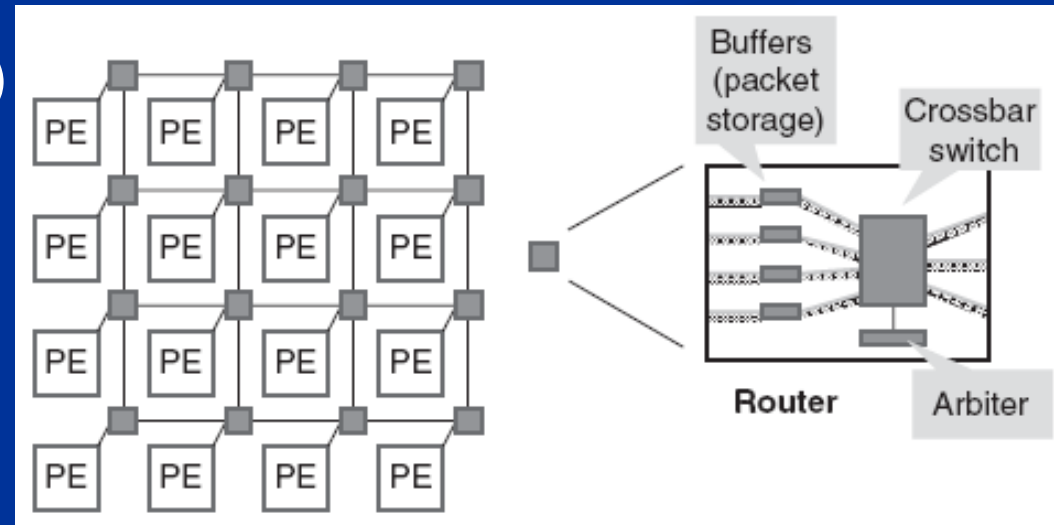 PE PE PE PE
PE PE PE PE
PE PE PE PE
PE PE PE PE
Buffers
(packet
storage)
Crossbar
switch
Router
Arbiter
)